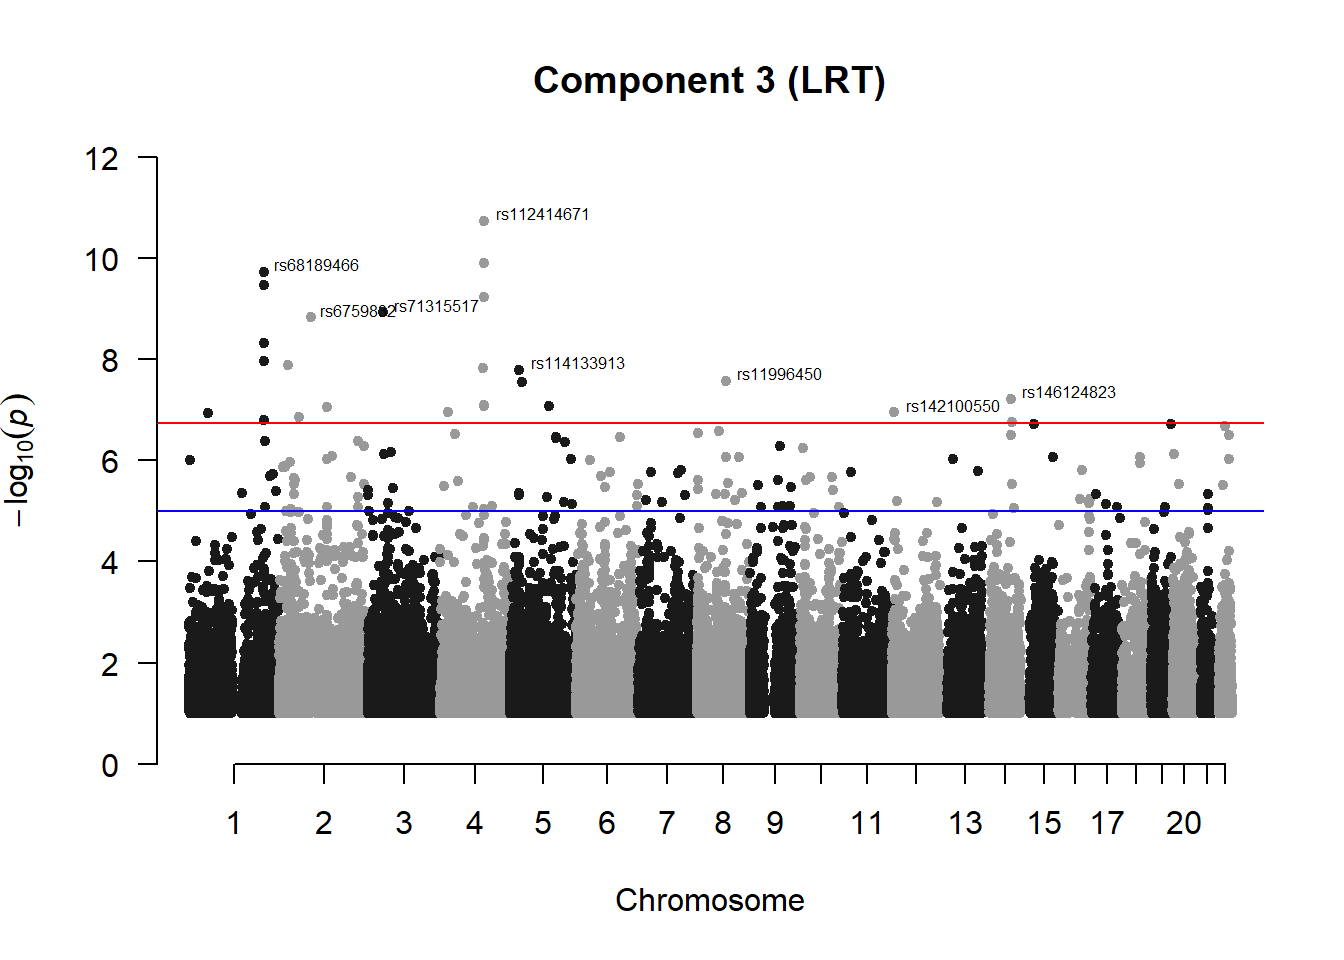 Component 3 (LRT)
12
10
8
6
4
2
0
−log10(p)
rs112414671
rs68189466
rs71315517
rs114133913
rs11996450
rs146124823
rs142100550
1 2 3 4 5 6 7 8 9 11 13 15 17 20
Chromosome